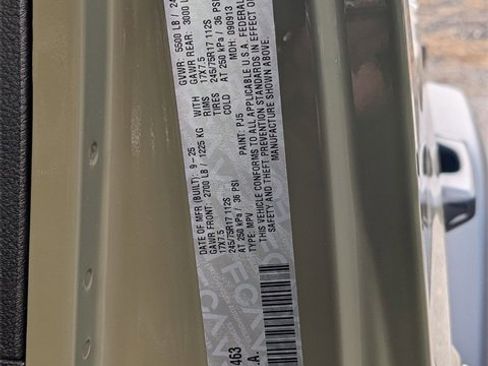 DATE OF MFR (BUILT): 9-25 GVWR: 5500 LB / 24
GAWR FRONT: 2700 LB / 1225 KG WITH GAWR REAR: 3000 L
17X7.5 RIMS 17X7.5
245/75R17 112S TIRES 245/75R17 112S
AT 250 kPa / 36 PSI COLD AT 250 kPa / 36 PSI
TYPE: MPV PAINT: PJ5 MDH: 090913
THIS VEHICLE CONFORMS TO ALL APPLICABLE U.S.A. FEDERAL
SAFETY AND THEFT PREVENTION STANDARDS IN EFFECT O
MANUFACTURE SHOWN ABOVE.
463
.A.